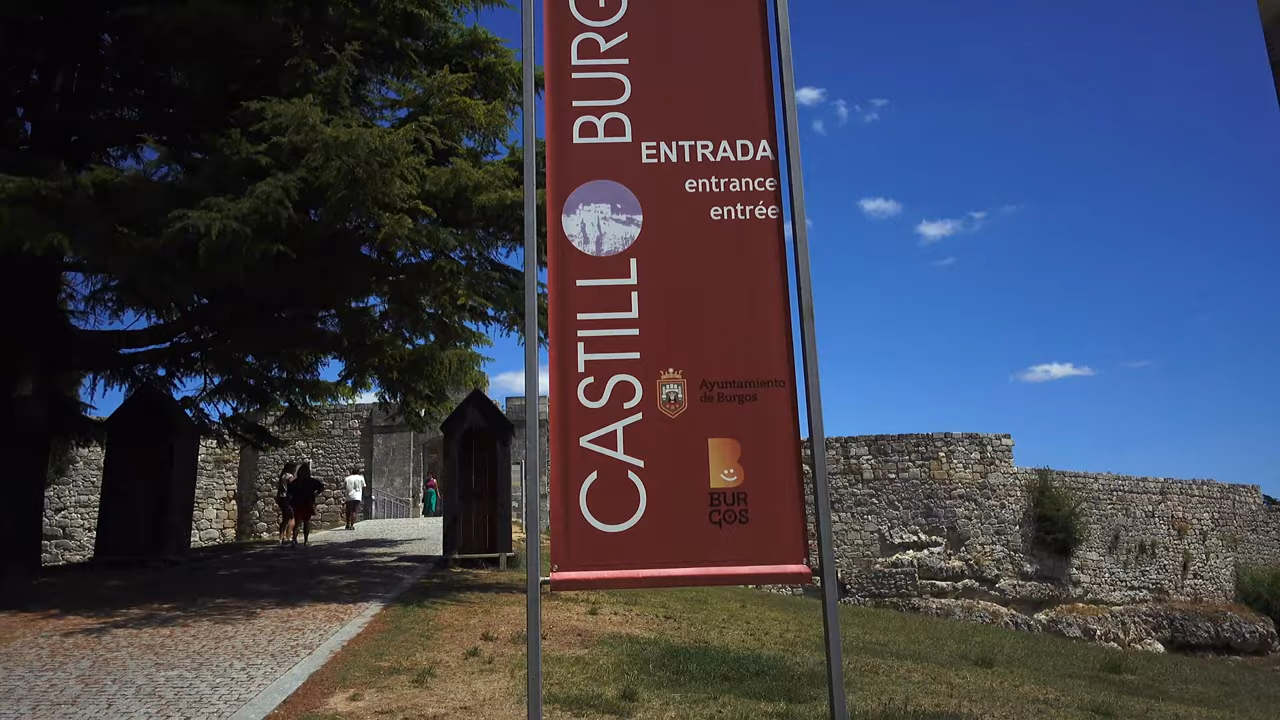 CASTILLO BURG
ENTRADA
entrance
entrée
Ayuntamiento
de Burgos
B
BUR
GOS